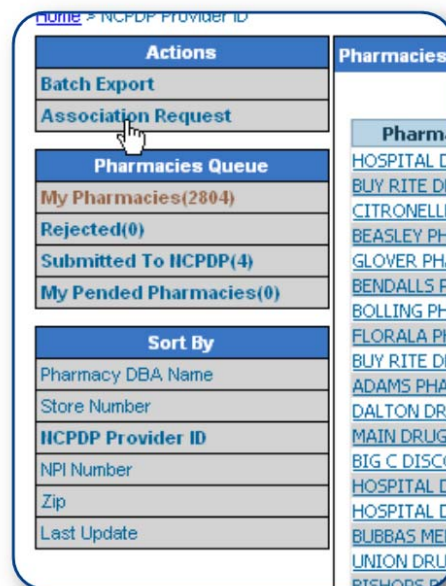 Home > NCPDP Provider ID
Actions
Batch Export
Association Request
Pharmacies Queue
My Pharmacies(2804)
Rejected(0)
Submitted To NCPDP(4)
My Pended Pharmacies(0)
Sort By
Pharmacy DBA Name
Store Number
NCPDP Provider ID
NPI Number
Zip
Last Update
Pharmacies
Pharma
HOSPITAL D
BUY RITE D
CITRONELL
BEASLEY PH
GLOVER PHA
BENDALLS P
BOLLING PH
FLORALA P
BUY RITE D
ADAMS PHA
DALTON DR
MAIN DRUG
BIG C DISC
HOSPITAL D
HOSPITAL D
BUBBAS ME
UNION DRU
BISHOPS